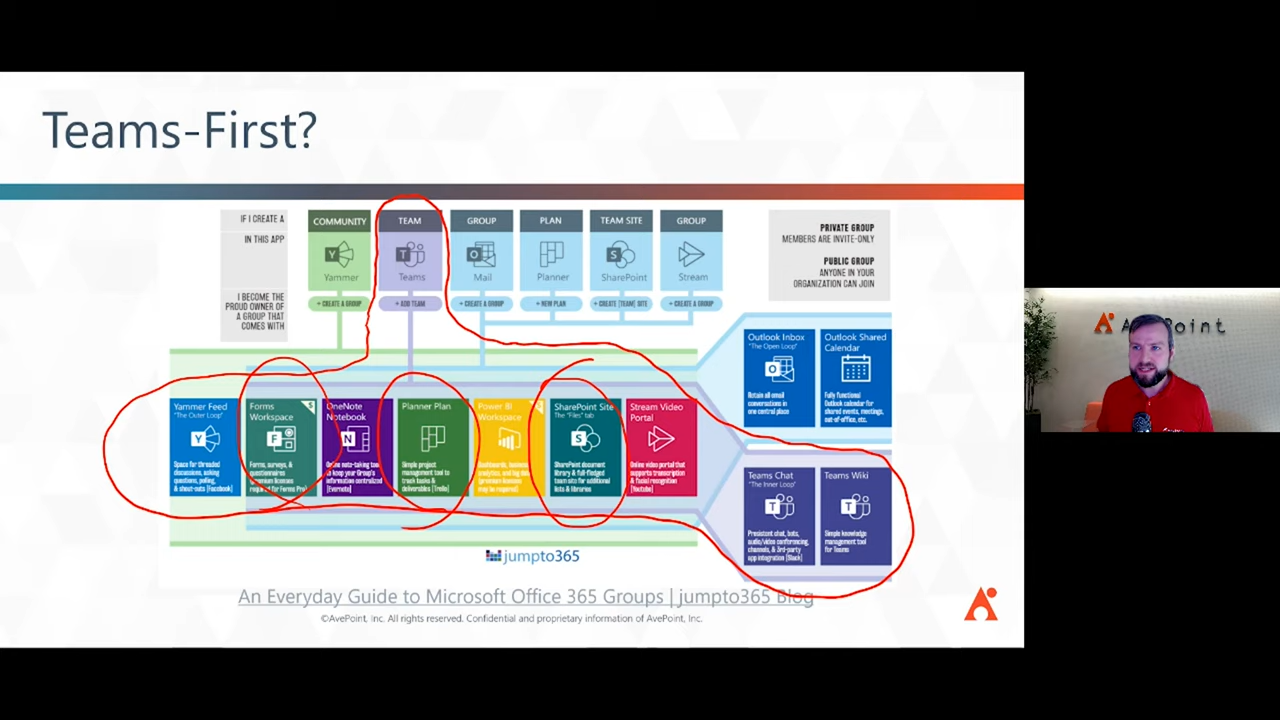 Teams-First?
IF I CREATE A
COMMUNITY
TEAM
GROUP
PLAN
TEAM SITE
GROUP
IN THIS APP
Yammer
Teams
Mail
Planner
SharePoint
Stream
I BECOME THE
PROUD OWNER OF
A GROUP THAT
COMES WITH
+ CREATE A GROUP
+ ADD TEAM
+ CREATE A GROUP
+ NEW PLAN
+ CREATE (TEAM) SITE
+ CREATE A GROUP
PRIVATE GROUP
MEMBERS ARE INVITE-ONLY
PUBLIC GROUP
ANYONE IN YOUR
ORGANIZATION CAN JOIN
Outlook Inbox
"The Open Loop"
Retain all email
conversations in
one central place
Outlook Shared
Calendar
Fully functional
Outlook calendar for
shared events, meetings,
out-of-office, etc.
Yammer Feed
"The Outer Loop"
Space for threaded
discussions, asking
questions, polling,
& shout-outs [Facebook]
Forms
Workspace
$
Forms, surveys, &
questionnaires
premium licenses
required for Forms Pro
OneNote
Notebook
Online note-taking tool
to keep your Group's
information centralized
[Evernote]
Planner Plan
Simple project
management tool to
track tasks &
deliverables [Trello]
Power BI
Workspace
SharePoint Site
The "Files" tab
SharePoint document
library & full-fledged
team site for additional
lists & libraries
Stream Video
Portal
Online video portal that
supports transcription
& facial recognition
[Youtube]
Teams Chat
"The Inner Loop"
Presistent chat, bots,
audio/video conferencing,
channels, & 3rd-party
app integration [Slack]
Teams Wiki
Simple knowledge
management tool
for Teams
jumpto365
An Everyday Guide to Microsoft Office 365 Groups | jumpto365 Blog
©AvePoint, Inc. All rights reserved. Confidential and proprietary information of AvePoint, Inc.